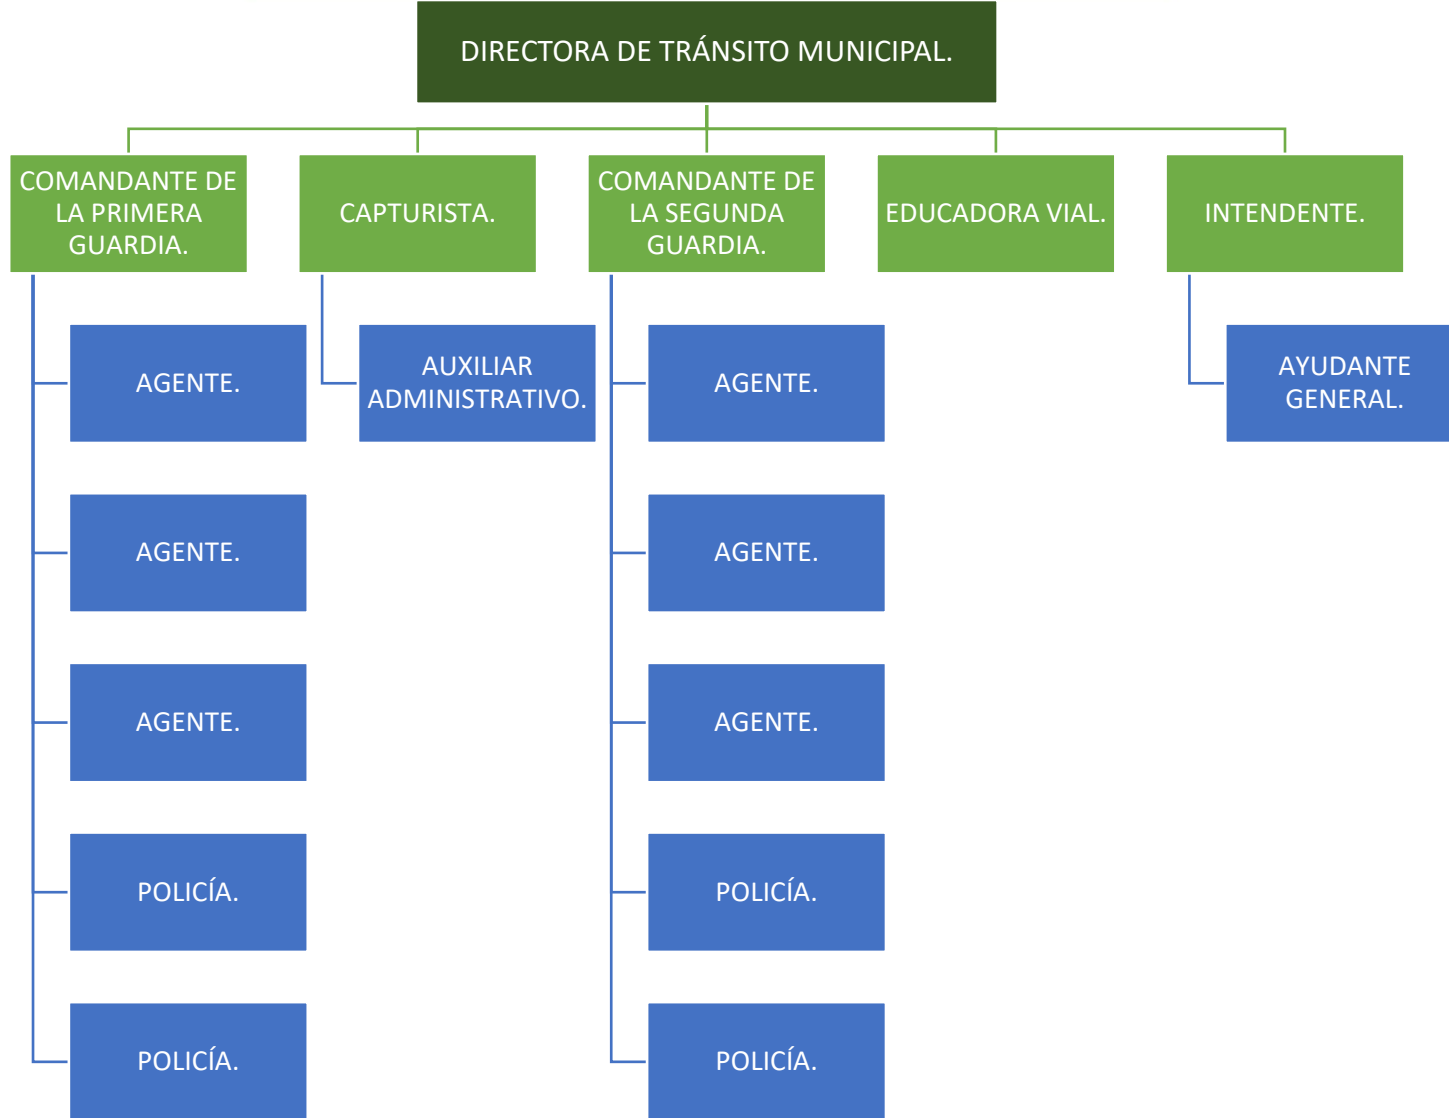 DIRECTORA DE TRÁNSITO MUNICIPAL.
COMANDANTE DE
LA PRIMERA
GUARDIA.
CAPTURISTA.
COMANDANTE DE
LA SEGUNDA
GUARDIA.
EDUCADORA VIAL.
INTENDENTE.
AGENTE.
AUXILIAR
ADMINISTRATIVO.
AGENTE.
AYUDANTE
GENERAL.
AGENTE.
AGENTE.
AGENTE.
AGENTE.
POLICÍA.
POLICÍA.
POLICÍA.
POLICÍA.